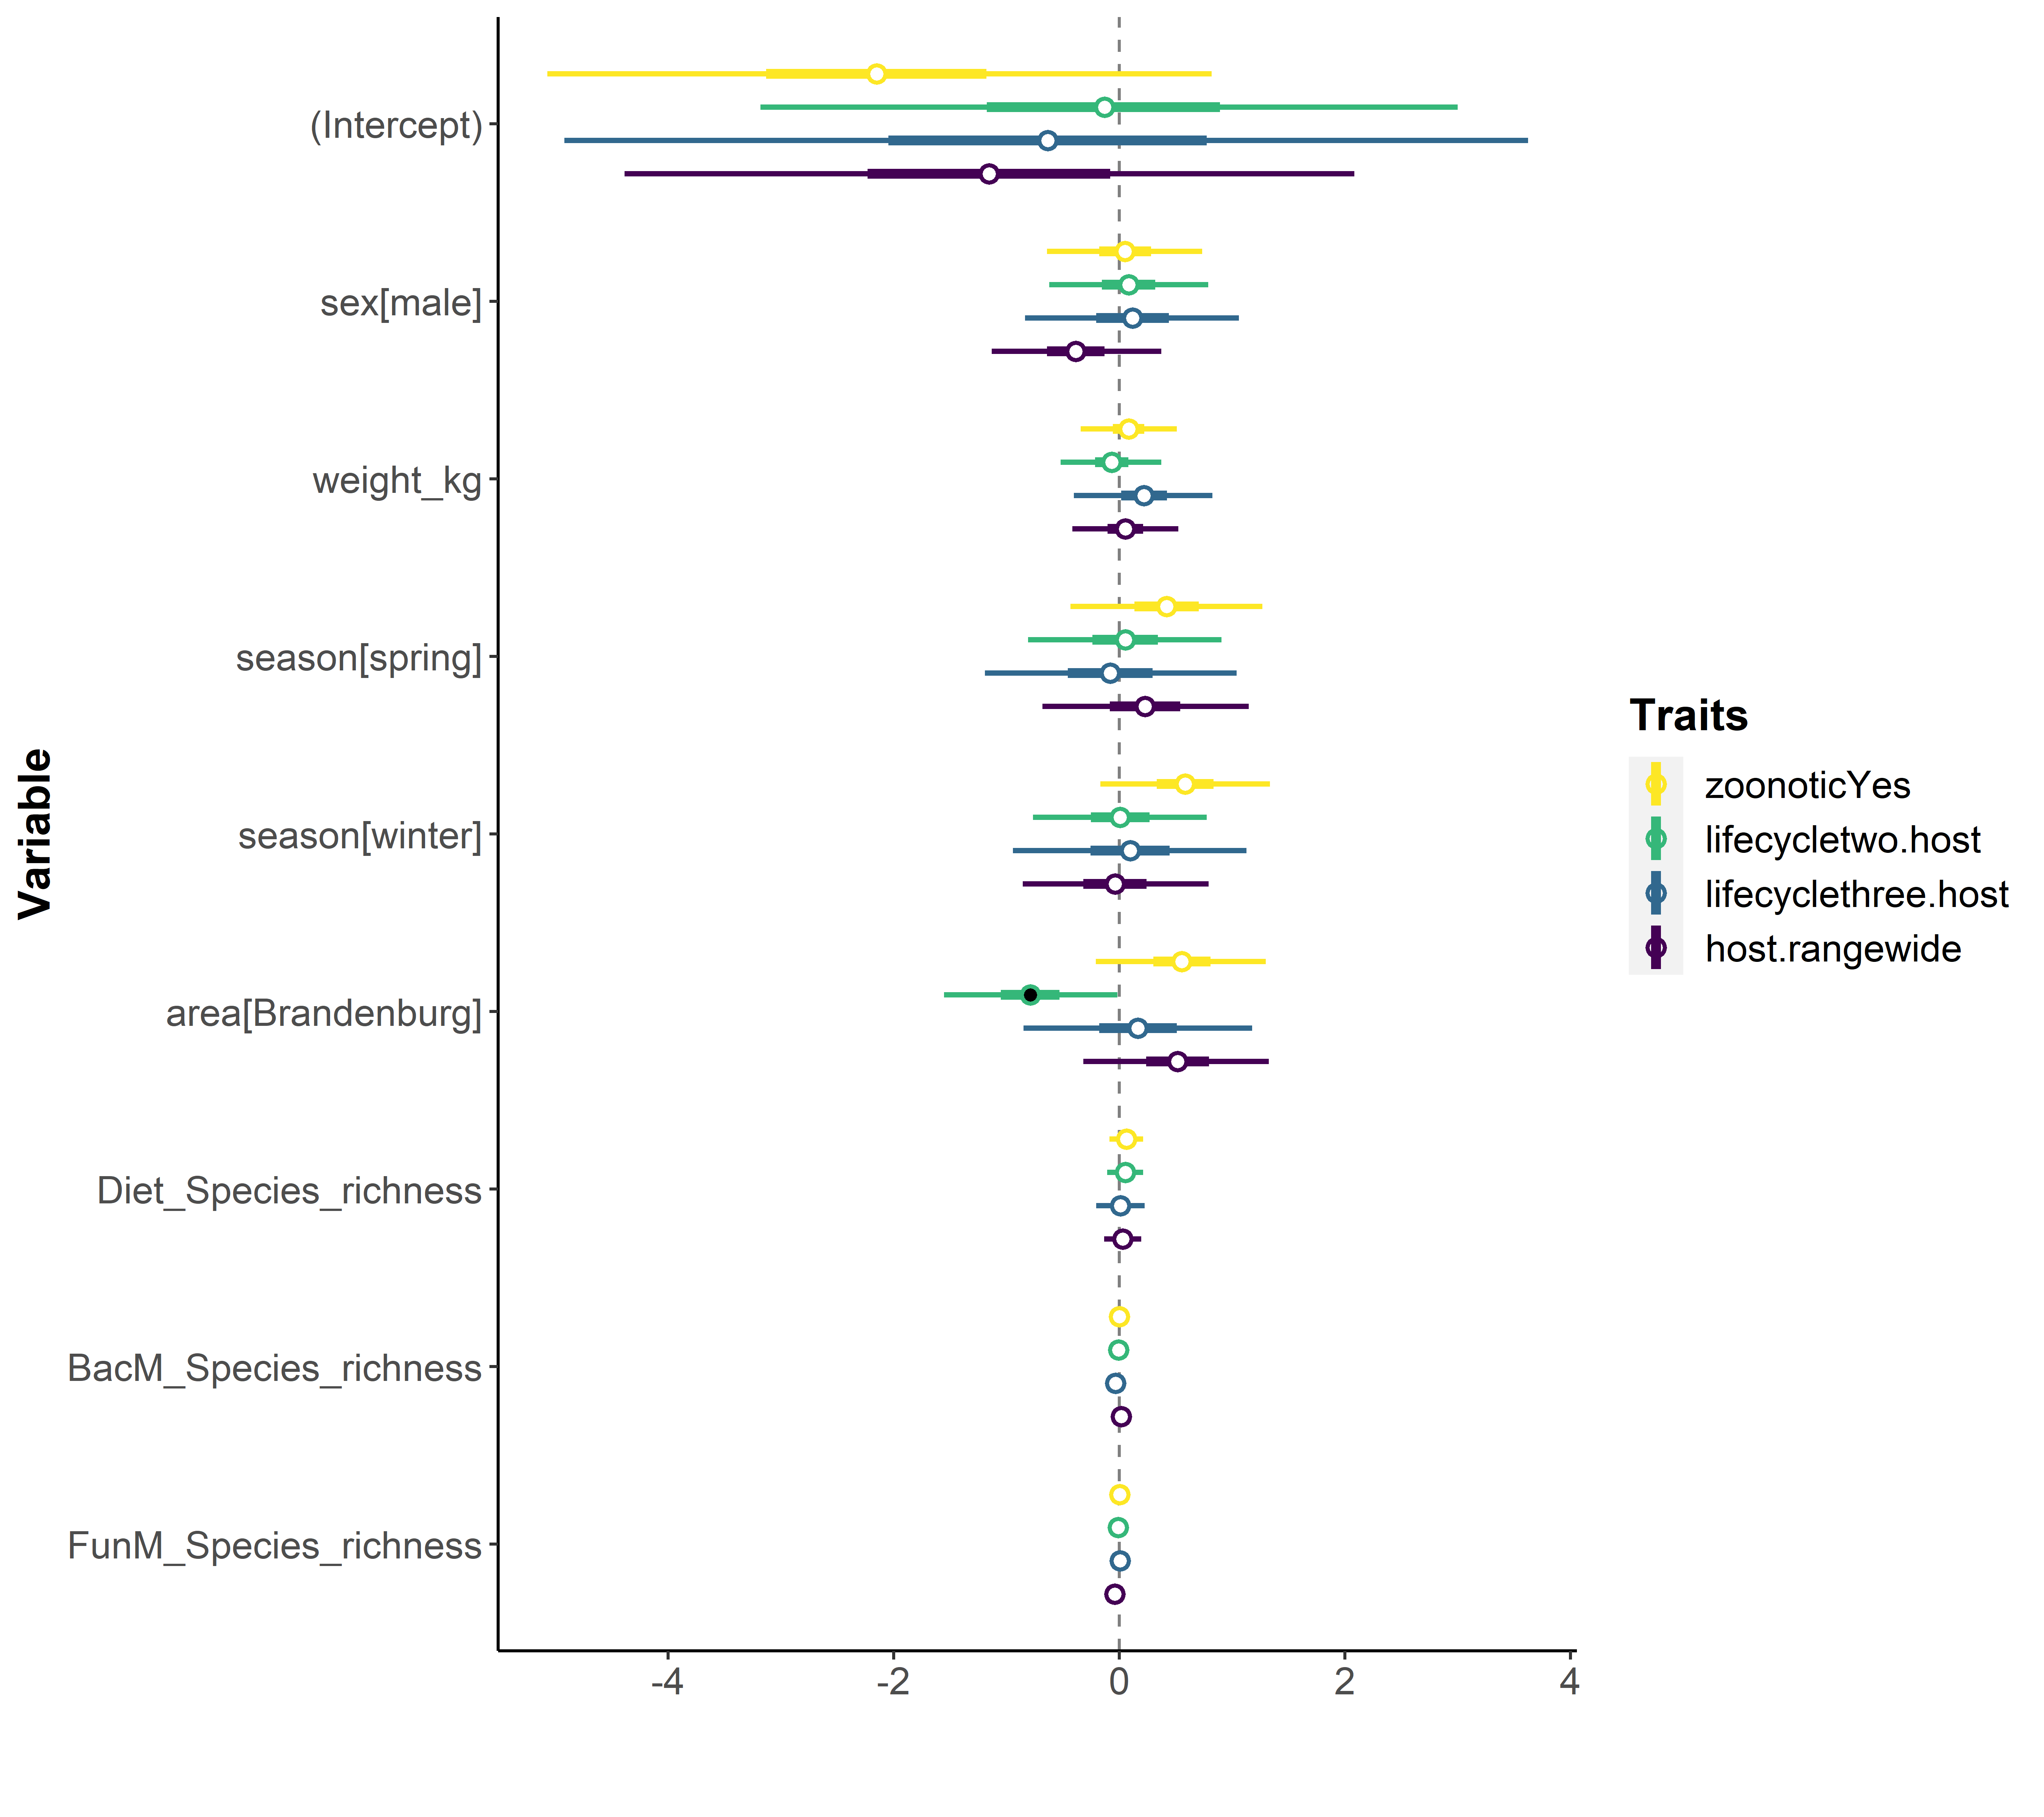 Variable
(Intercept)
sex[male]
weight_kg
season[spring]
season[winter]
area[Brandenburg]
Diet_Species_richness
BacM_Species_richness
FunM_Species_richness
-4 -2 0 2 4
Traits
zoonoticYes
lifecycletwo.host
lifecyclethree.host
host.rangewide